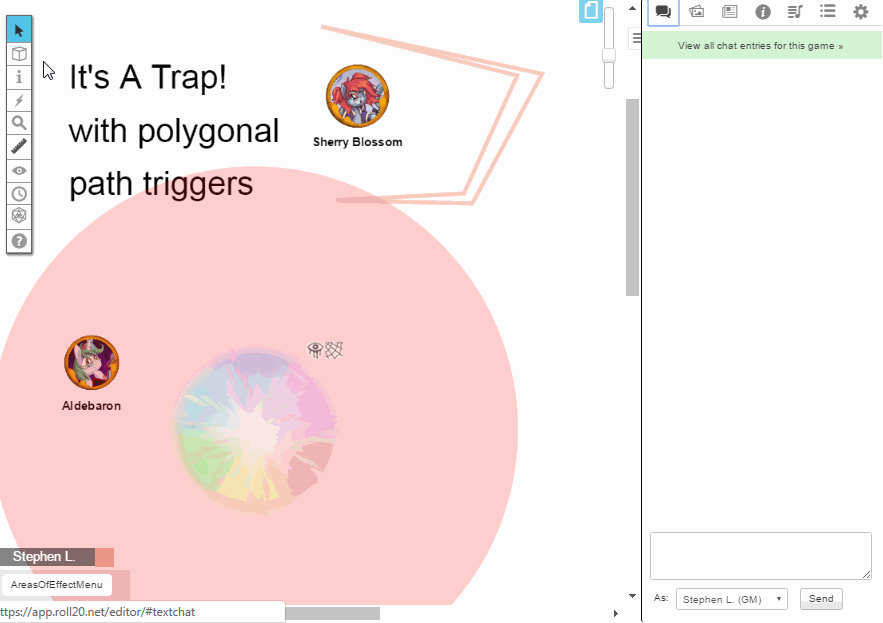 View all chat entries for this game »
It's A Trap!
with polygonal
path triggers
Sherry Blossom
Aldebaron
Stephen L.
AreasOfEffectMenu
ttps://app.roll20.net/editor/#textchat
As:
Stephen L. (GM)
Send